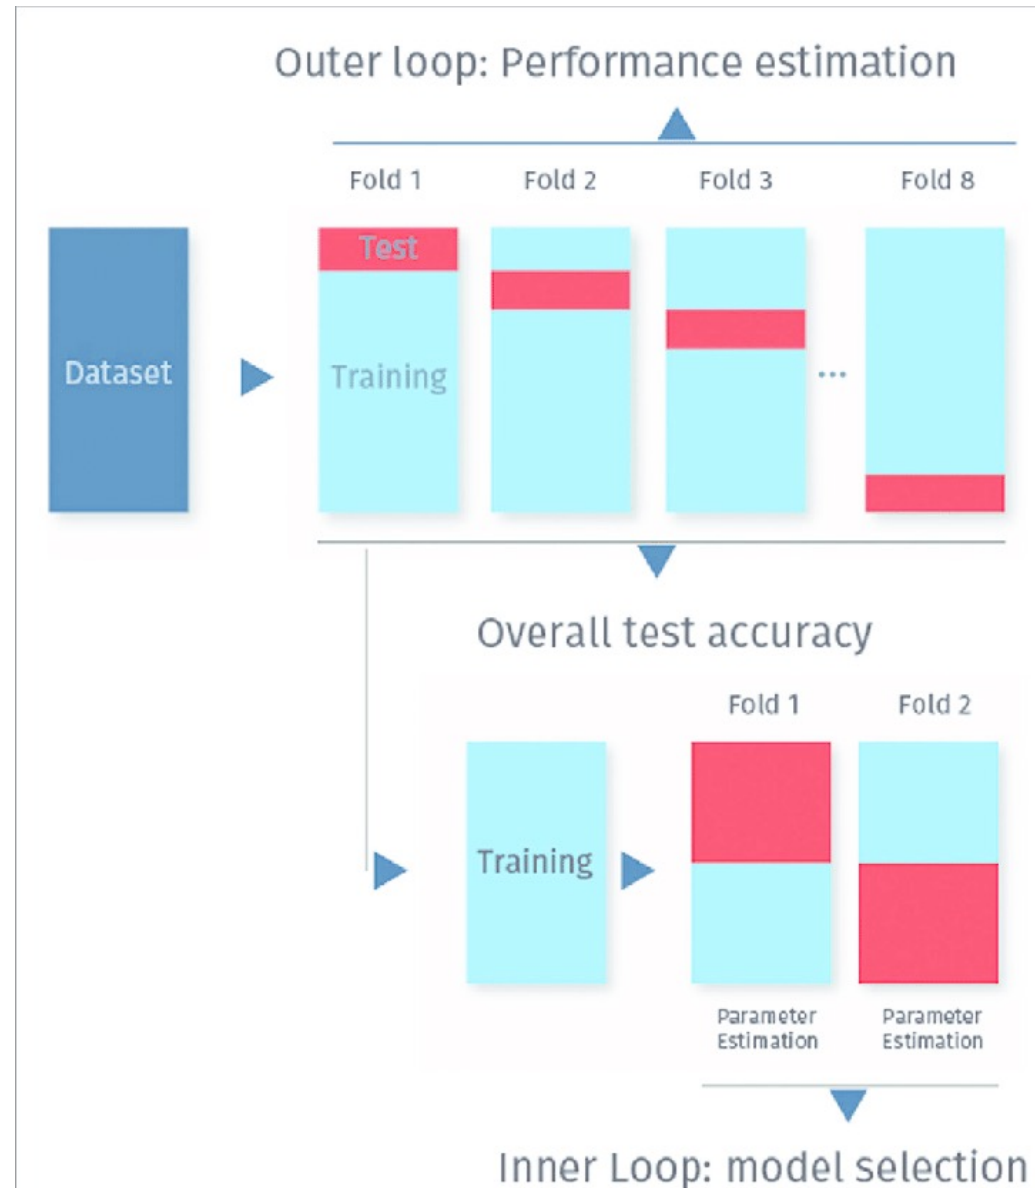 Outer loop: Performance estimation
Fold 1
Fold 2
Fold 3
Fold 8
Test
Dataset
Training
...
Overall test accuracy
Fold 1
Fold 2
Training
Parameter
Estimation
Parameter
Estimation
Inner Loop: model selection